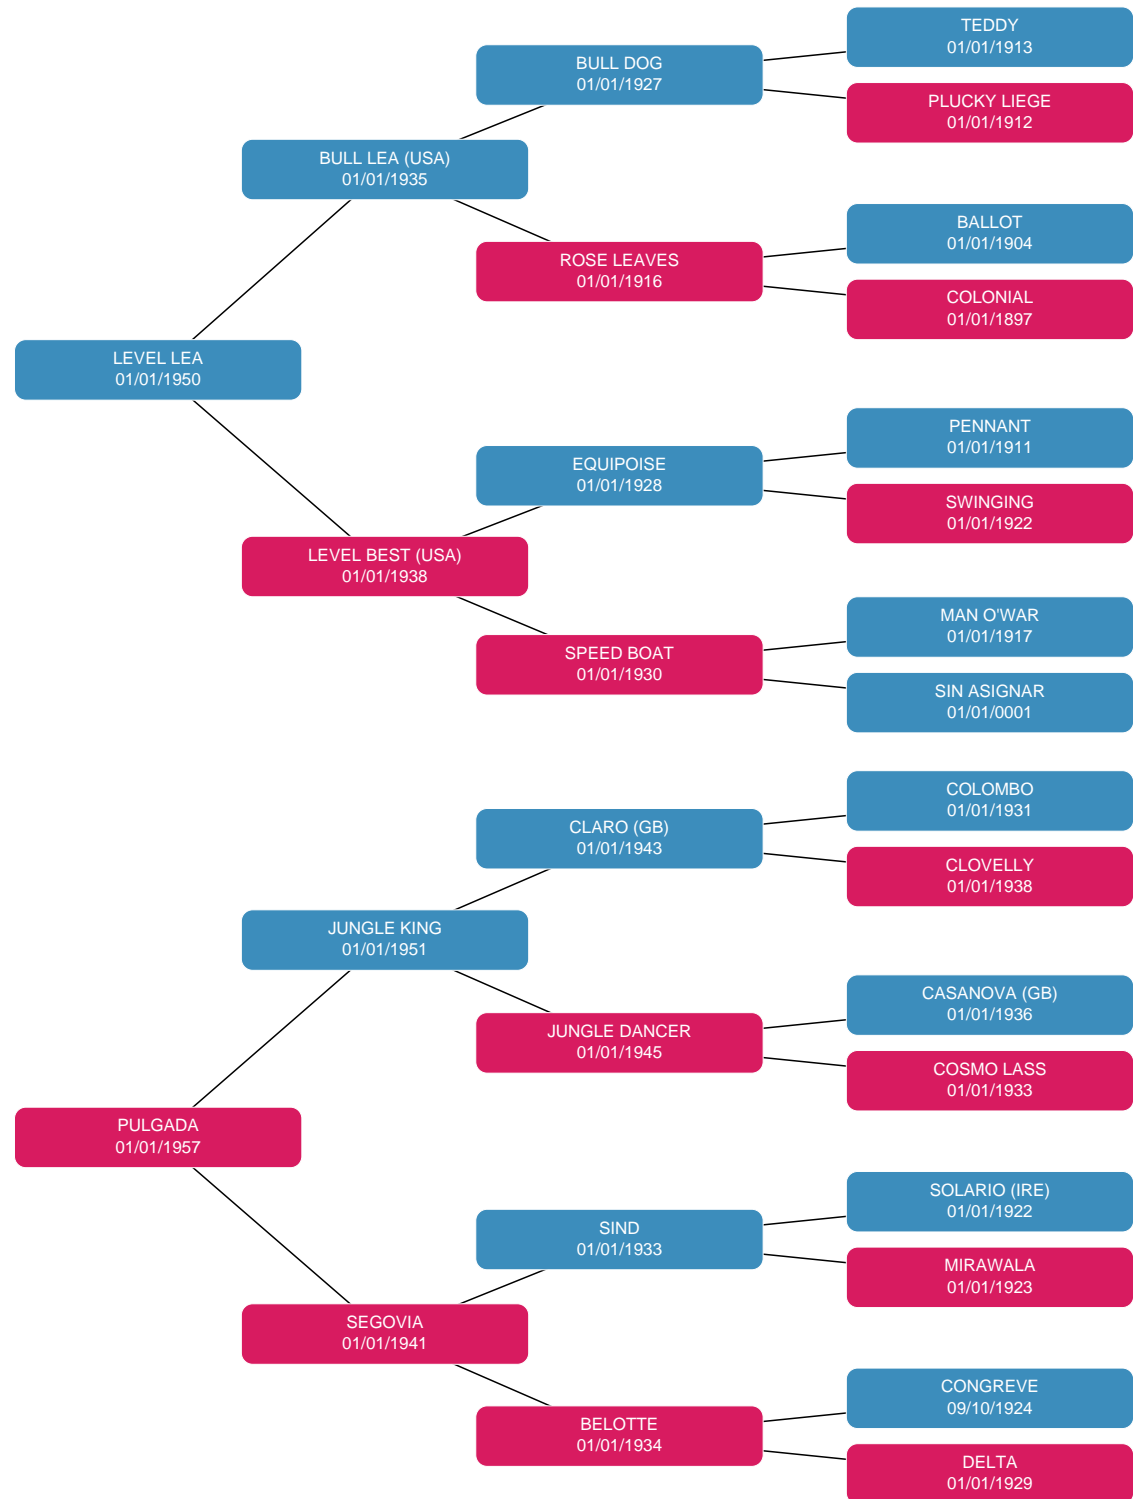 TEDDY
01/01/1913
BULL DOG
01/01/1927
PLUCKY LIEGE
01/01/1912
BULL LEA (USA)
01/01/1935
BALLOT
01/01/1904
ROSE LEAVES
01/01/1916
COLONIAL
01/01/1897
LEVEL LEA
01/01/1950
PENNANT
01/01/1911
EQUIPOISE
01/01/1928
SWINGING
01/01/1922
LEVEL BEST (USA)
01/01/1938
MAN O'WAR
01/01/1917
SPEED BOAT
01/01/1930
SIN ASIGNAR
01/01/0001
COLOMBO
01/01/1931
CLARO (GB)
01/01/1943
CLOVELLY
01/01/1938
JUNGLE KING
01/01/1951
CASANOVA (GB)
01/01/1936
JUNGLE DANCER
01/01/1945
COSMO LASS
01/01/1933
PULGADA
01/01/1957
SOLARIO (IRE)
01/01/1922
SIND
01/01/1933
MIRAWALA
01/01/1923
SEGOVIA
01/01/1941
CONGREVE
09/10/1924
BELOTTE
01/01/1934
DELTA
01/01/1929